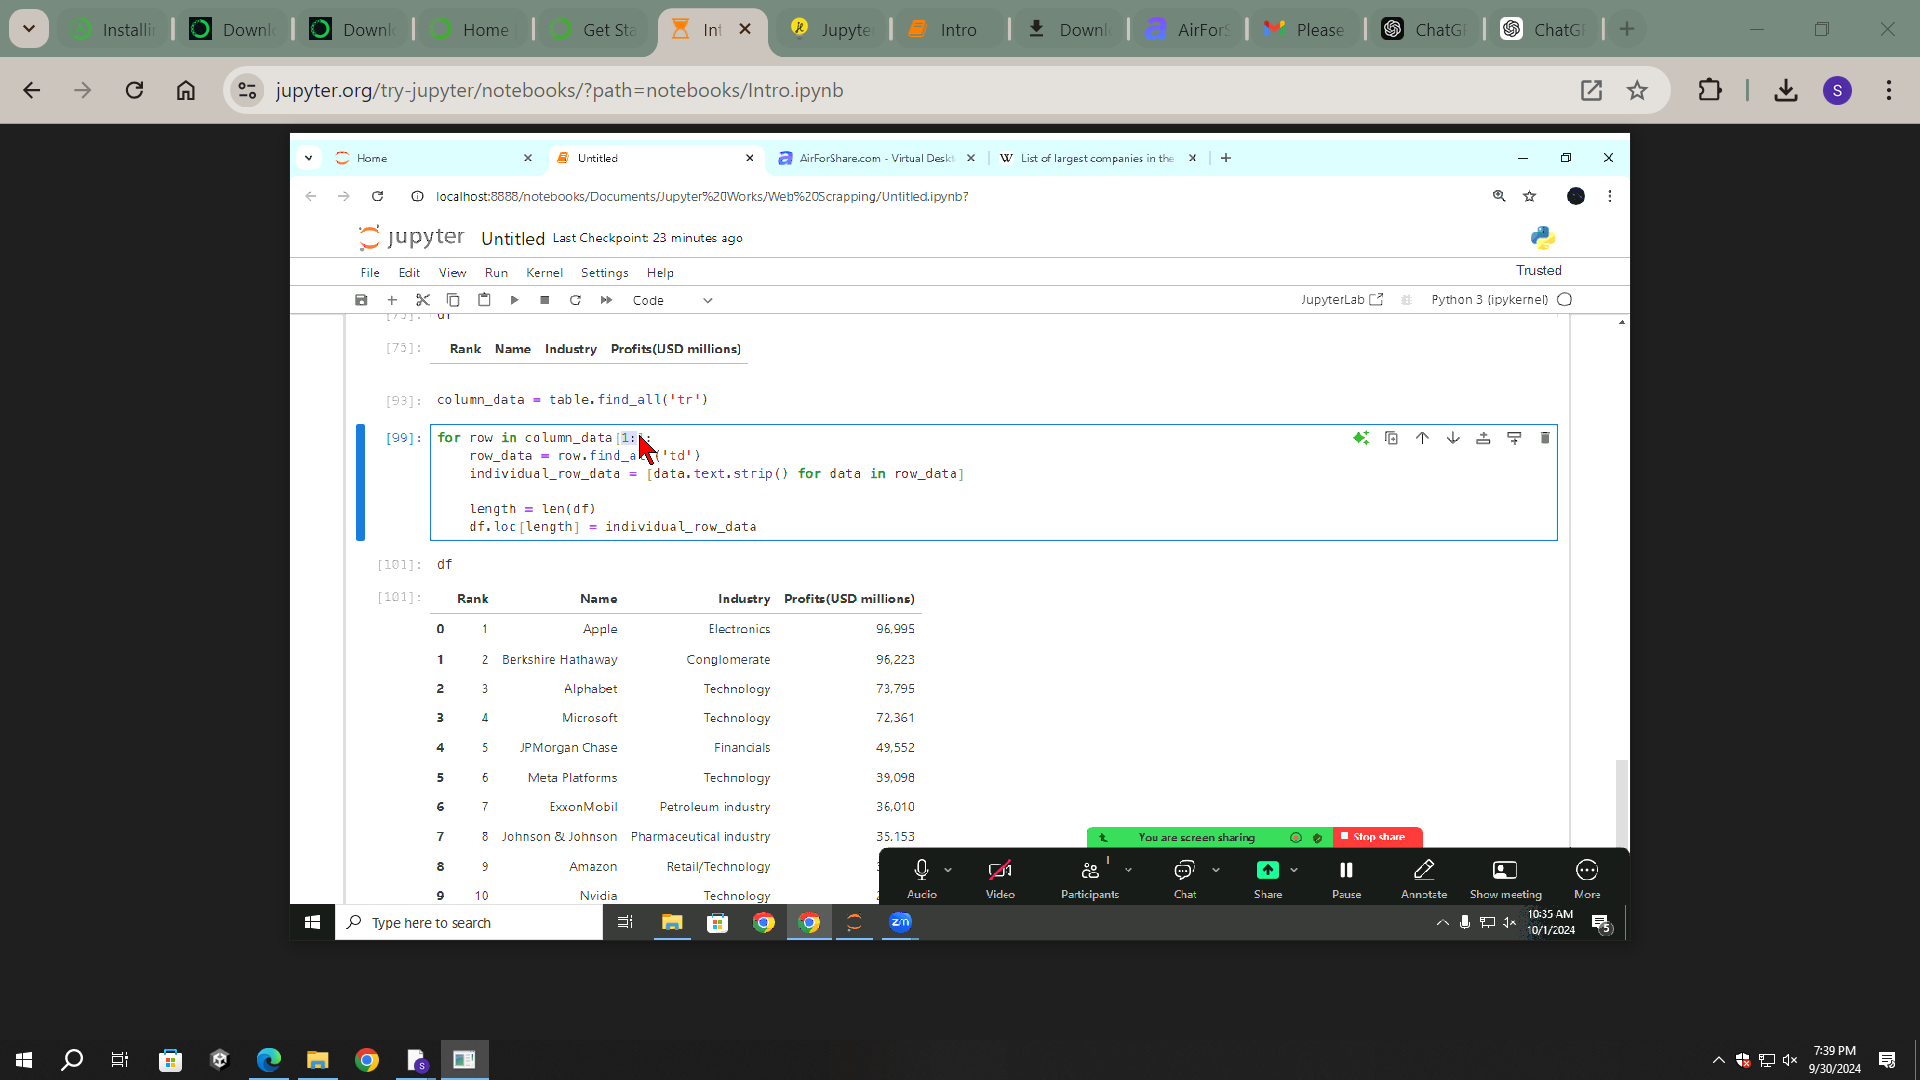 Installi
Downl
Downl
Home
Get Sta
Int
Jupyte
Intro
Downl
AirForS
Please
ChatGP
ChatGP
jupyter.org/try-jupyter/notebooks/?path=notebooks/Intro.ipynb
S
Home
Untitled
AirForShare.com - Virtual Deskt
W List of largest companies in the
localhost:8888/notebooks/Documents/Jupyter%20Works/Web%20Scrapping/Untitled.ipynb?
jupyter Untitled Last Checkpoint: 23 minutes ago
File Edit View Run Kernel Settings Help
Trusted
Code
JupyterLab
Python 3 (ipykernel)
[75]: df
[75]: Rank Name Industry Profits(USD millions)
[93]: column_data = table.find_all('tr')
[99]: for row in column_data[1:]:
row_data = row.find_a ('td')
individual_row_data = [data.text.strip() for data in row_data]
length = len(df)
df.loc[length] = individual_row_data
[101]: df
[101]: Rank Name Industry Profits(USD millions)
0 1 Apple Electronics 96,995
1 2 Berkshire Hathaway Conglomerate 96,223
2 3 Alphabet Technology 73,795
3 4 Microsoft Technology 72,361
4 5 JPMorgan Chase Financials 49,552
5 6 Meta Platforms Technology 39,098
6 7 ExxonMobil Petroleum industry 36,010
7 8 Johnson & Johnson Pharmaceutical industry 35,153
8 9 Amazon Retail/Technology
9 10 Nvidia Technology
You are screen sharing
Stop share
1
Audio Video Participants Chat Share Pause Annotate Show meeting More
Type here to search
zm
10:35 AM
10/1/2024
5
7:39 PM
9/30/2024